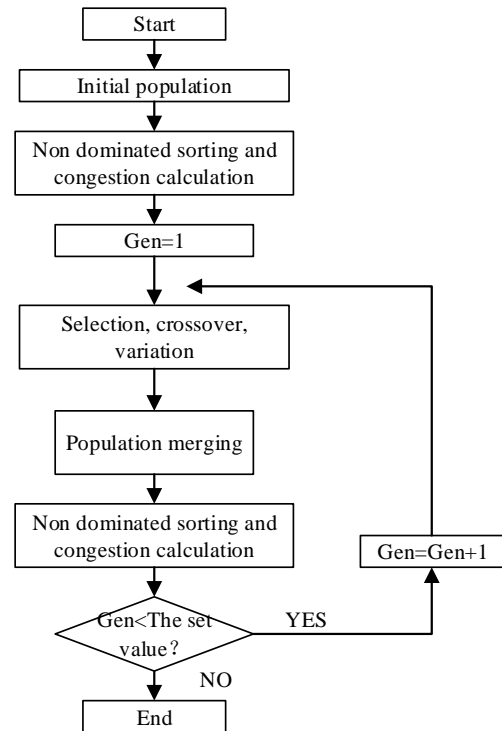 Start
Initial population
Non dominated sorting and
congestion calculation
Gen=1
Selection, crossover,
variation
Population merging
Non dominated sorting and
congestion calculation
Gen=Gen+1
Gen<The set
value？
YES
NO
End